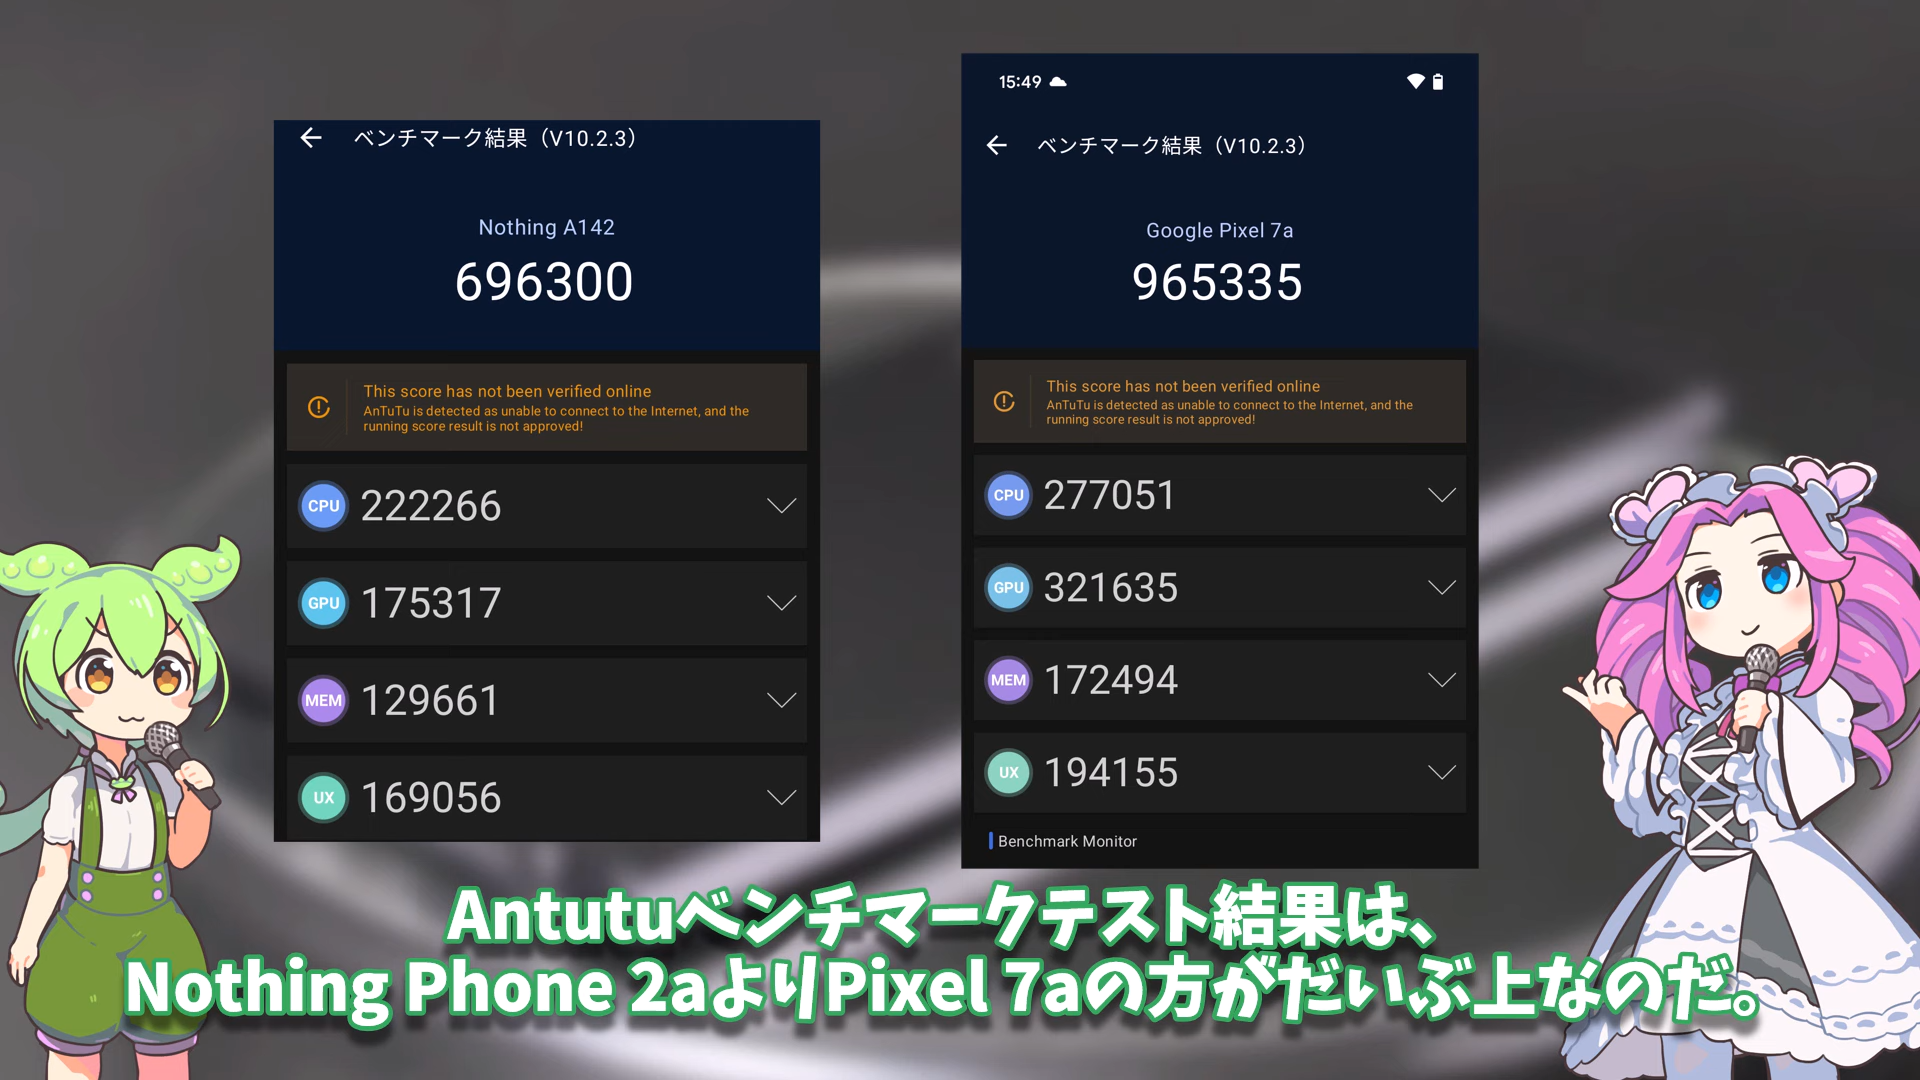 ベンチマーク結果（V10.2.3）
Nothing A142
696300
This score has not been verified online
AnTuTu is detected as unable to connect to the Internet, and the
running score result is not approved!
CPU 222266
GPU 175317
MEM 129661
UX 169056
15:49
ベンチマーク結果（V10.2.3）
Google Pixel 7a
965335
This score has not been verified online
AnTuTu is detected as unable to connect to the Internet, and the
running score result is not approved!
CPU 277051
GPU 321635
MEM 172494
UX 194155
Benchmark Monitor
Antutuベンチマークテスト結果は、
Nothing Phone 2aよりPixel 7aの方がだいぶ上なのだ。